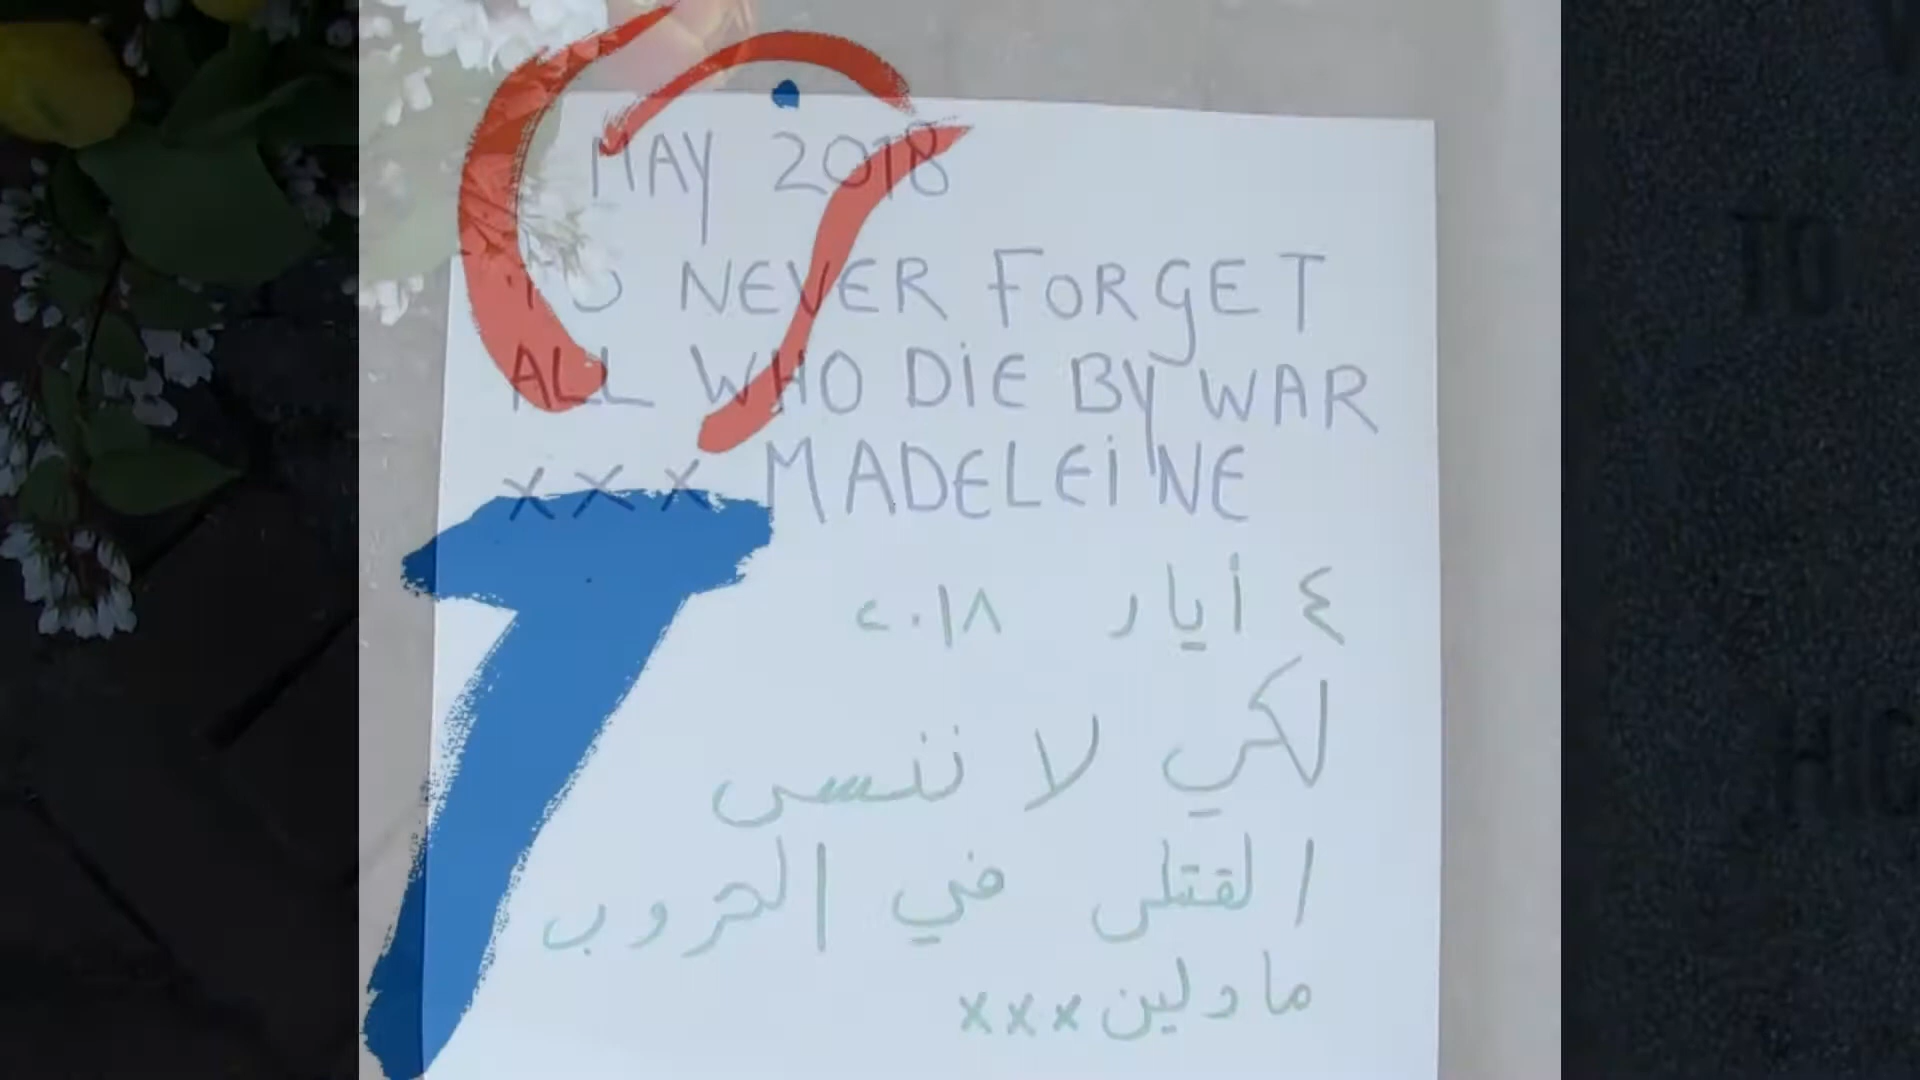 MAY 2018
TO NEVER FORGET
ALL WHO DIE BY WAR
xxx MADELEINE
٤ أيار ٢٠١٨
لكي لا ننسى
القتلى في الحروب
مادلين xxx
TO